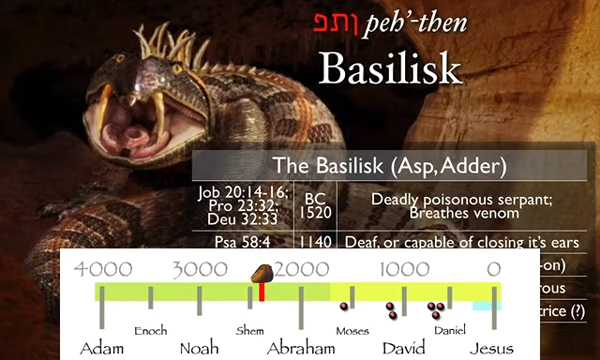 פתן peh'-then
Basilisk
The Basilisk (Asp, Adder)
Job 20:14-16;
Pro 23:32;
Deu 32:33
BC
1520
Deadly poisonous serpant;
Breathes venom
Psa 58:4 1140 Deaf, or capable of closing it's ears
-on)
rous
trice (?)
4000 3000 2000 1000 0
Enoch Shem Moses Daniel
Adam Noah Abraham David Jesus